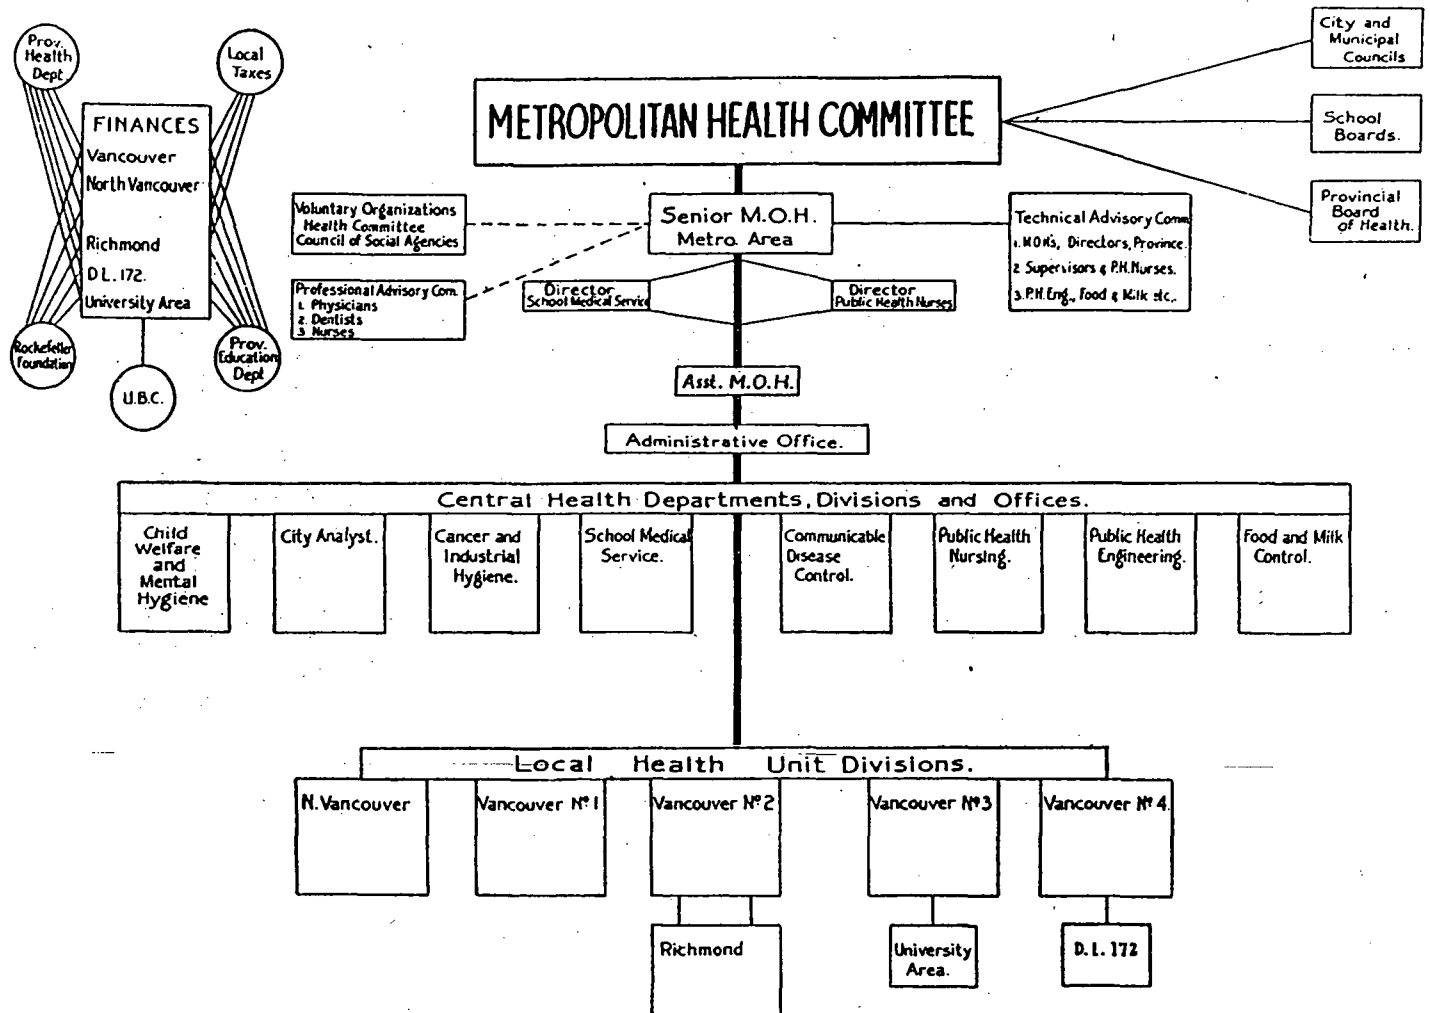 Prov.
Health
Dept
Local
Taxes
FINANCES
Vancouver
North Vancouver
Richmond
D.L. 172.
University Area
Rockefeller
Foundation
Prov.
Education
Dept
U.B.C.
METROPOLITAN HEALTH COMMITTEE
City and
Municipal
Councils
School
Boards.
Provincial
Board
of Health.
Voluntary Organizations
Health Committee
Council of Social Agencies
Senior M.O.H.
Metro. Area
Technical Advisory Comm.
1. M.O.H's, Directors, Province.
2 Supervisors & P.H. Nurses.
3. P.H. Eng., Food & Milk etc.
Professional Advisory Com.
1. Physicians
2. Dentists
3 Nurses
Director
School Medical Service
Director
Public Health Nurses
Asst. M.O.H.
Administrative Office.
Central Health Departments, Divisions and Offices.
Child
Welfare
and
Mental
Hygiene
City Analyst.
Cancer and
Industrial
Hygiene.
School Medical
Service.
Communicable
Disease
Control.
Public Health
Nursing.
Public Health
Engineering.
Food and Milk
Control.
Local Health Unit Divisions.
N. Vancouver
Vancouver Nº 1
Vancouver Nº 2
Vancouver Nº 3
Vancouver Nº 4.
Richmond
University
Area.
D.L. 172